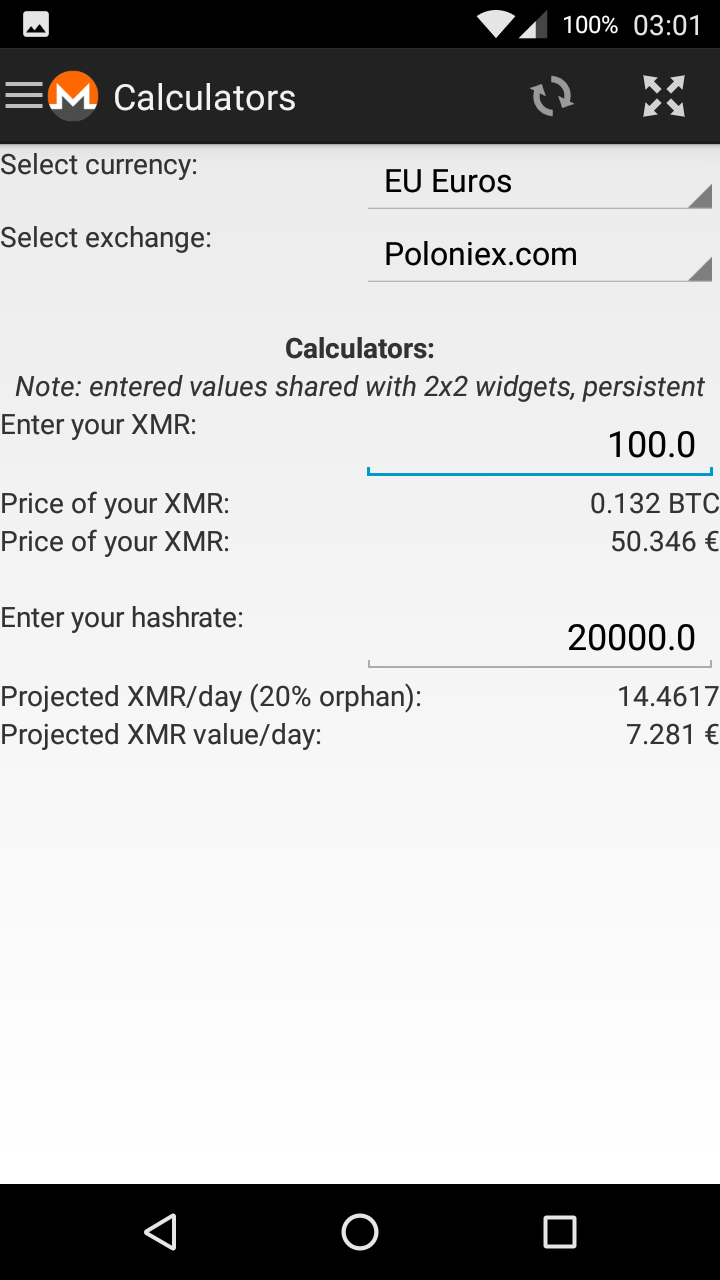 100% 03:01
Calculators
Select currency: EU Euros
Select exchange: Poloniex.com
Calculators:
Note: entered values shared with 2x2 widgets, persistent
Enter your XMR: 100.0
Price of your XMR: 0.132 BTC
Price of your XMR: 50.346 €
Enter your hashrate: 20000.0
Projected XMR/day (20% orphan): 14.4617
Projected XMR value/day: 7.281 €